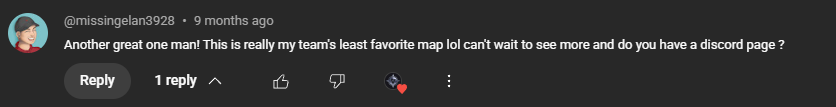 @missingelan3928 • 9 months ago
Another great one man! This is really my team's least favorite map lol can't wait to see more and do you have a discord page ?
Reply 1 reply